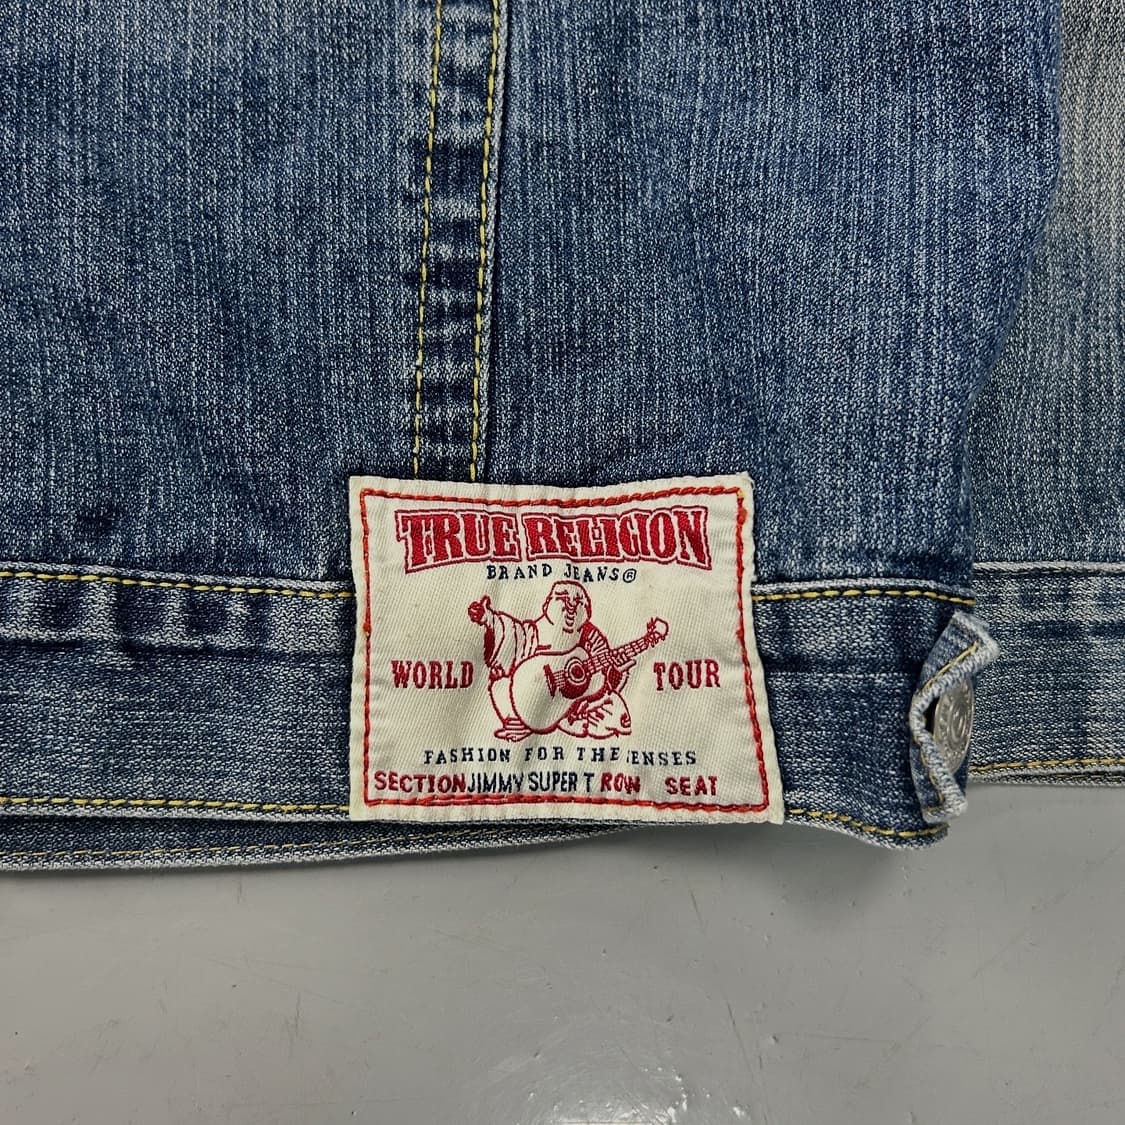 TRUE RELIGION
BRAND JEANS®
WORLD TOUR
FASHION FOR THE ENSES
SECTION JIMMY SUPER T ROW SEAT